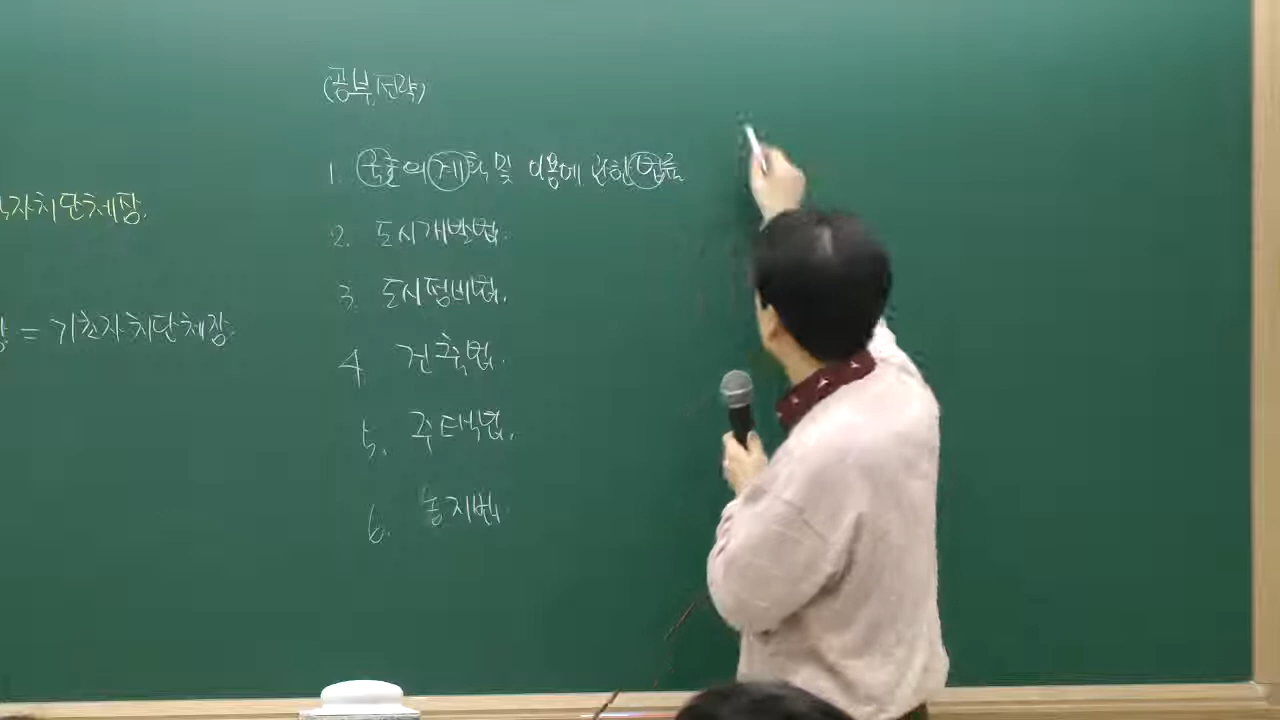 (공부전략)
1. 국토의 계획 및 이용에 관한 법률
2. 도시개발법.
3. 도시정비법.
4. 건축법.
5. 주택법.
6. 농지법.
자치단체장.
= 기초자치단체장